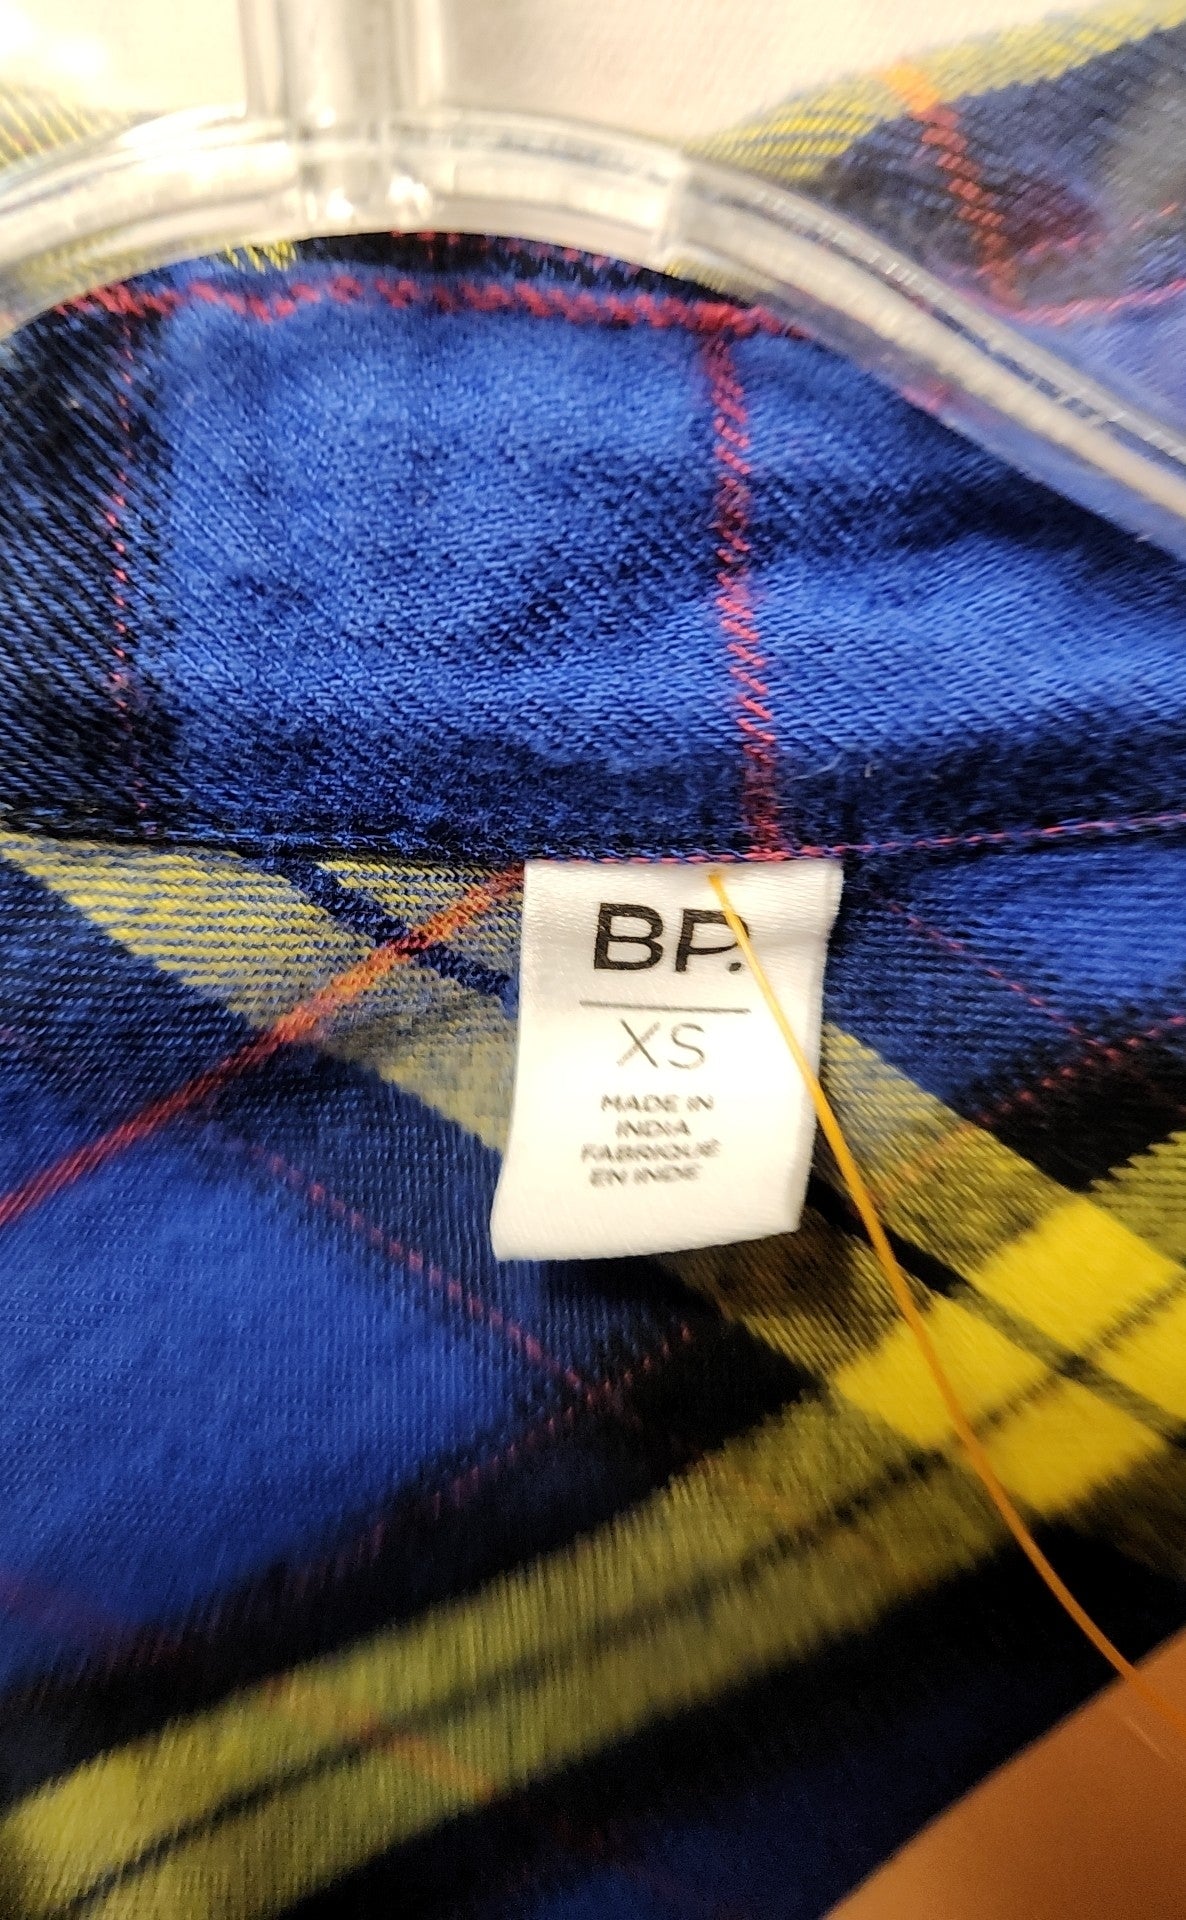 BP.
XS
MADE IN
INDIA
FABRIQUÉ
EN INDE